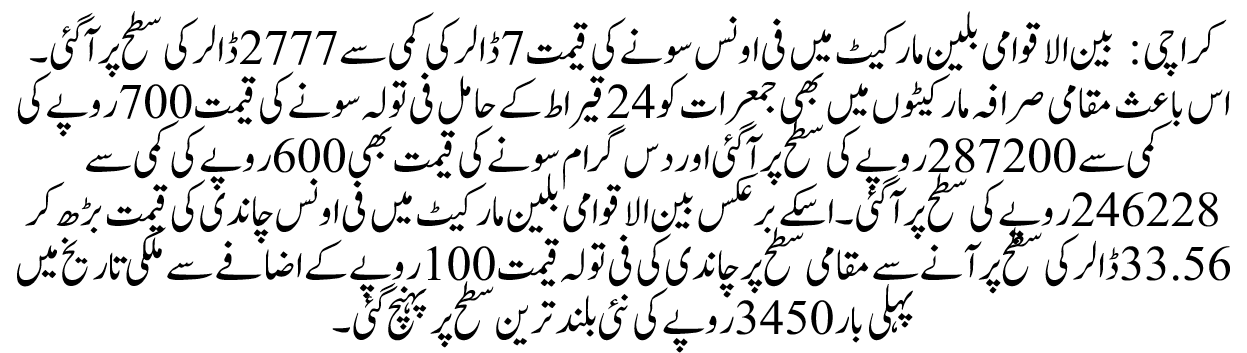 کراچی: بین الاقوامی بلین مارکیٹ میں فی اونس سونے کی قیمت 7ڈالر کی کمی سے 2777ڈالر کی سطح پر آگئی۔
اس باعث مقامی صرافہ مارکیٹوں میں بھی جمعرات کو 24قیراط کے حامل فی تولہ سونے کی قیمت 700روپے کی
کمی سے 287200روپے کی سطح پر آگئی اور دس گرام سونے کی قیمت بھی 600روپے کی کمی سے
246228روپے کی سطح پر آگئی۔اسکے برعکس بین الاقوامی بلین مارکیٹ میں فی اونس چاندی کی قیمت بڑھ کر
33.56ڈالر کی سطح پر آنے سے مقامی سطح پر چاندی کی فی تولہ قیمت 100روپے کے اضافے سے ملکی تاریخ میں
پہلی بار 3450روپے کی نئی بلند ترین سطح پر پہنچ گئی۔